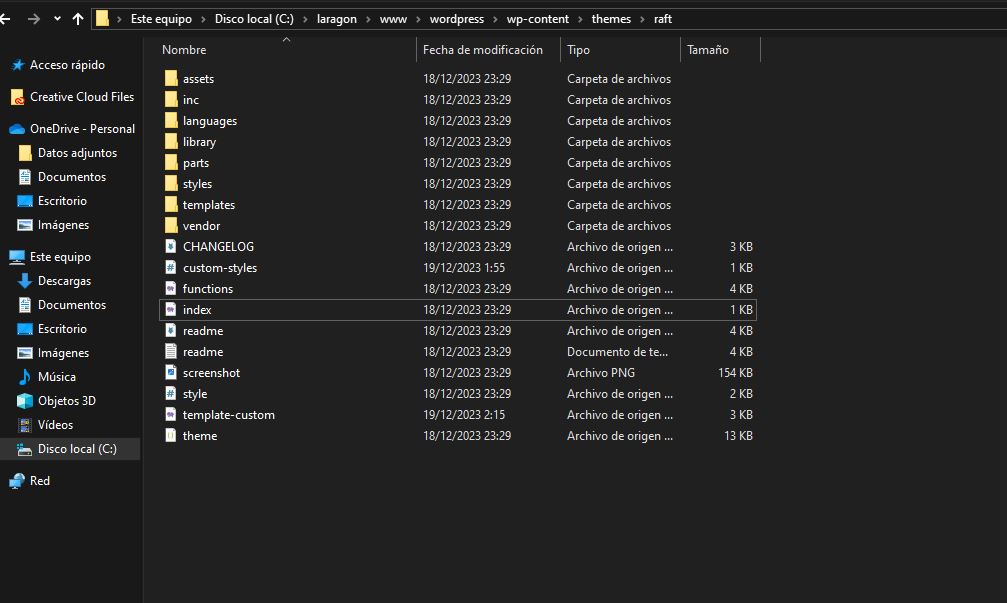 Este equipo > Disco local (C:) > laragon > www > wordpress > wp-content > themes > raft
Nombre Fecha de modificación Tipo Tamaño
Acceso rápido
Creative Cloud Files
OneDrive - Personal
Datos adjuntos
Documentos
Escritorio
Imágenes
Este equipo
Descargas
Documentos
Escritorio
Imágenes
Música
Objetos 3D
Vídeos
Disco local (C:)
Red
assets 18/12/2023 23:29 Carpeta de archivos
inc 18/12/2023 23:29 Carpeta de archivos
languages 18/12/2023 23:29 Carpeta de archivos
library 18/12/2023 23:29 Carpeta de archivos
parts 18/12/2023 23:29 Carpeta de archivos
styles 18/12/2023 23:29 Carpeta de archivos
templates 18/12/2023 23:29 Carpeta de archivos
vendor 18/12/2023 23:29 Carpeta de archivos
CHANGELOG 18/12/2023 23:29 Archivo de origen ... 3 KB
custom-styles 19/12/2023 1:55 Archivo de origen ... 1 KB
functions 18/12/2023 23:29 Archivo de origen ... 4 KB
index 18/12/2023 23:29 Archivo de origen ... 1 KB
readme 18/12/2023 23:29 Archivo de origen ... 4 KB
readme 18/12/2023 23:29 Documento de te... 4 KB
screenshot 18/12/2023 23:29 Archivo PNG 154 KB
style 18/12/2023 23:29 Archivo de origen ... 2 KB
template-custom 19/12/2023 2:15 Archivo de origen ... 3 KB
theme 18/12/2023 23:29 Archivo de origen ... 13 KB